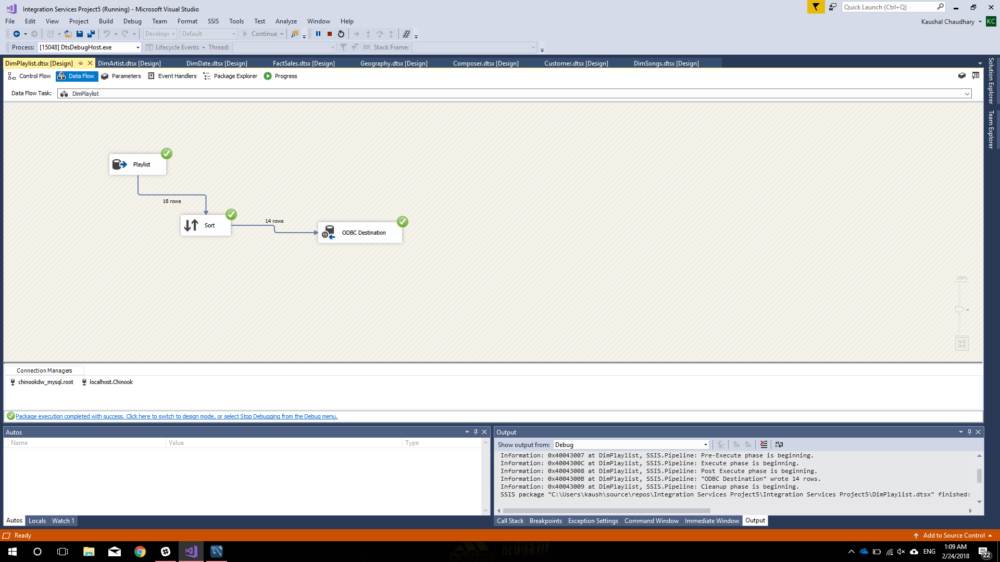 Integration Services Project5 (Running) - Microsoft Visual Studio
Quick Launch (Ctrl+Q)
File Edit View Project Build Debug Team Format SSIS Tools Test Analyze Window Help
Kaushal Chaudhary KC
Default Continue
Process: [15048] DtsDebugHost.exe Lifecycle Events Thread: Stack Frame:
DimPlaylist.dtsx [Design] DimArtist.dtsx [Design] DimDate.dtsx [Design] FactSales.dtsx [Design] Geography.dtsx [Design] Composer.dtsx [Design] Customer.dtsx [Design] DimSongs.dtsx [Design]
Control Flow Data Flow Parameters Event Handlers Package Explorer Progress
Data Flow Task: DimPlaylist
Solution Explorer
Team Explorer
Playlist
18 rows
Sort
14 rows
ODBC Destination
100%
Connection Managers
chinookdw_mysql.root localhost.Chinook
Package execution completed with success. Click here to switch to design mode, or select Stop Debugging from the Debug menu.
Autos
Name Value Type
Autos Locals Watch 1
Output
Show output from: Debug
Information: 0x40043007 at DimPlaylist, SSIS.Pipeline: Pre-Execute phase is beginning.
Information: 0x4004300C at DimPlaylist, SSIS.Pipeline: Execute phase is beginning.
Information: 0x40043008 at DimPlaylist, SSIS.Pipeline: Post Execute phase is beginning.
Information: 0x4004300B at DimPlaylist, SSIS.Pipeline: "ODBC Destination" wrote 14 rows.
Information: 0x40043009 at DimPlaylist, SSIS.Pipeline: Cleanup phase is beginning.
SSIS package "C:\Users\kaush\source\repos\Integration Services Project5\Integration Services Project5\DimPlaylist.dtsx" finished:
Call Stack Breakpoints Exception Settings Command Window Immediate Window Output
Ready
Add to Source Control
adidas
ENG
1:09 AM
2/24/2018
22